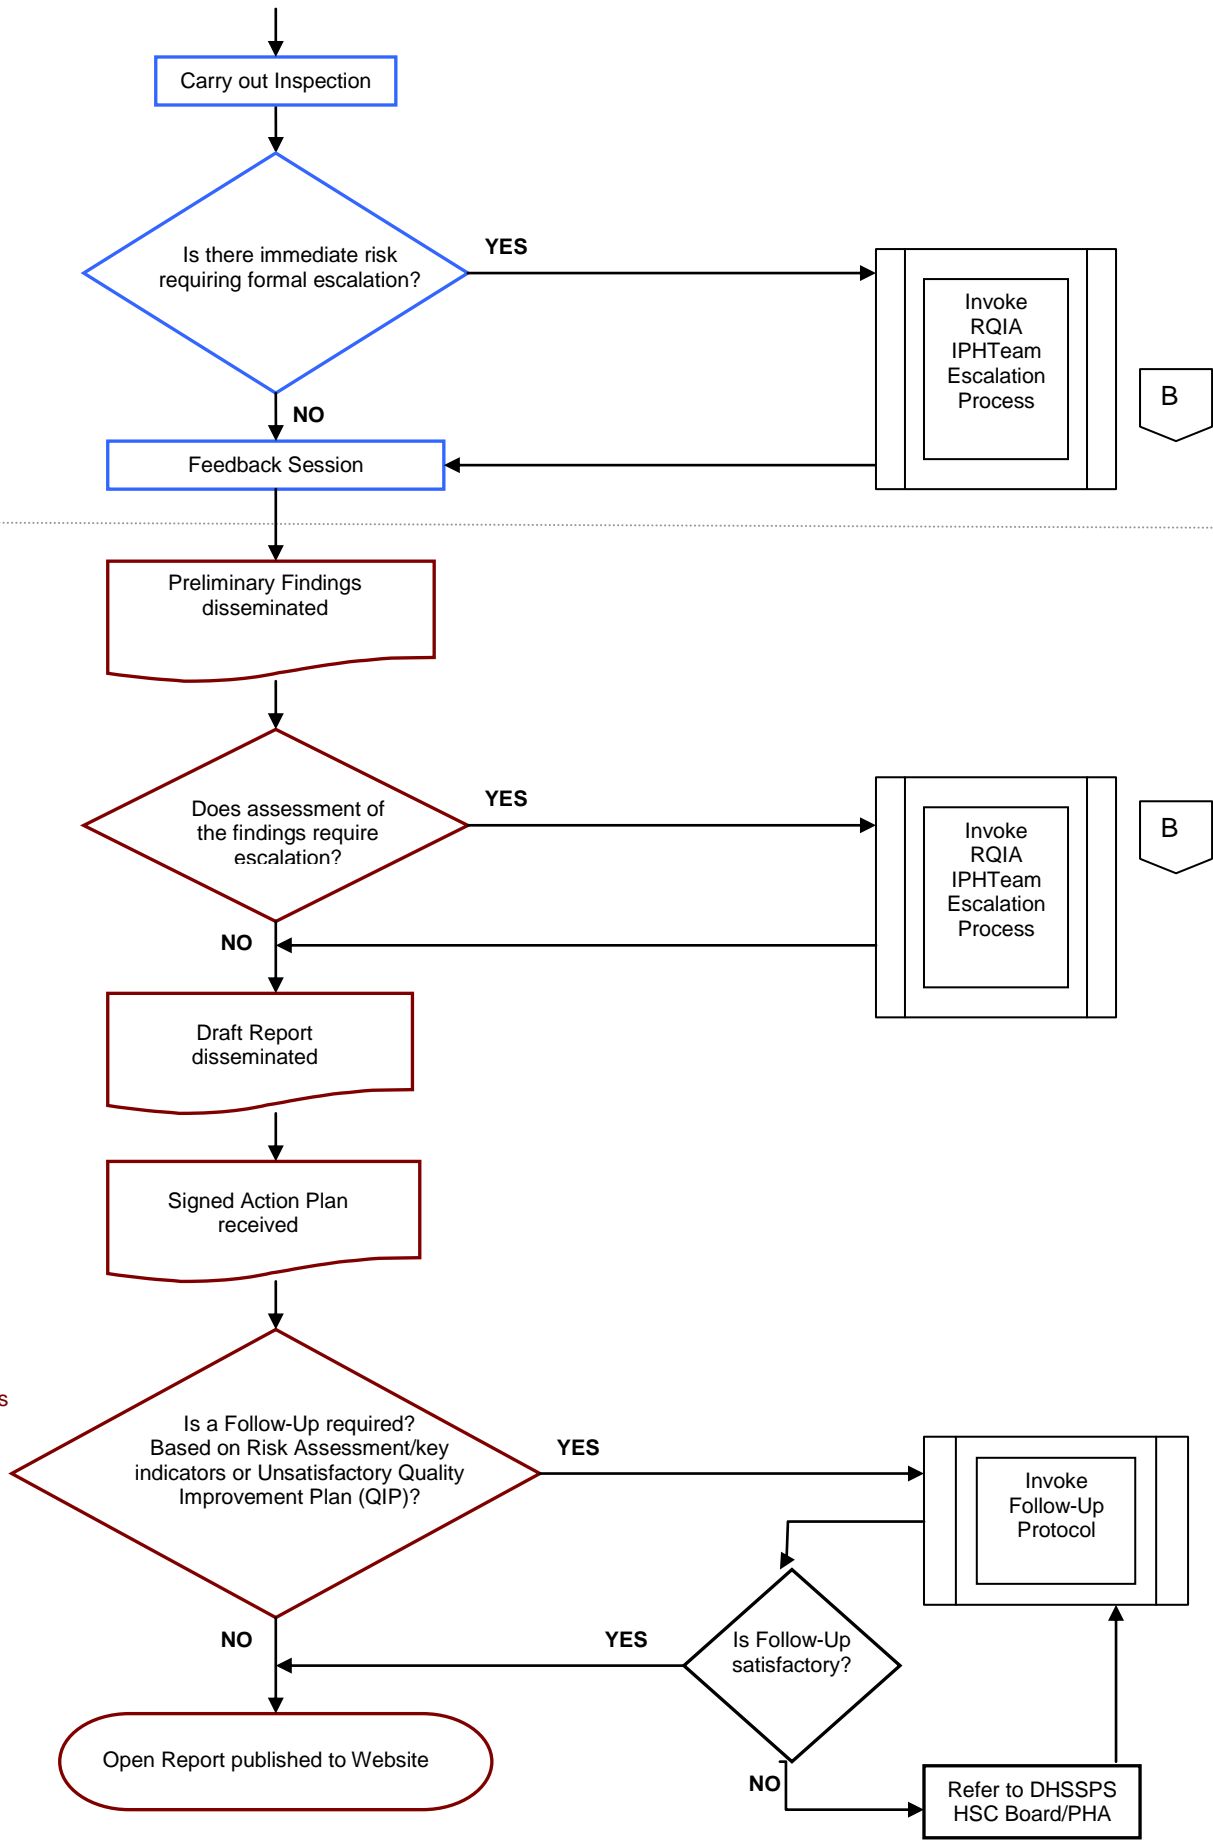 Carry out Inspection
Is there immediate risk
requiring formal escalation?
YES
Invoke
RQIA
IPHTeam
Escalation
Process
B
NO
Feedback Session
Preliminary Findings
disseminated
Does assessment of
the findings require
escalation?
YES
Invoke
RQIA
IPHTeam
Escalation
Process
B
NO
Draft Report
disseminated
Signed Action Plan
received
s
Is a Follow-Up required?
Based on Risk Assessment/key
indicators or Unsatisfactory Quality
Improvement Plan (QIP)?
YES
Invoke
Follow-Up
Protocol
NO
YES
Is Follow-Up
satisfactory?
Open Report published to Website
NO
Refer to DHSSPS
HSC Board/PHA